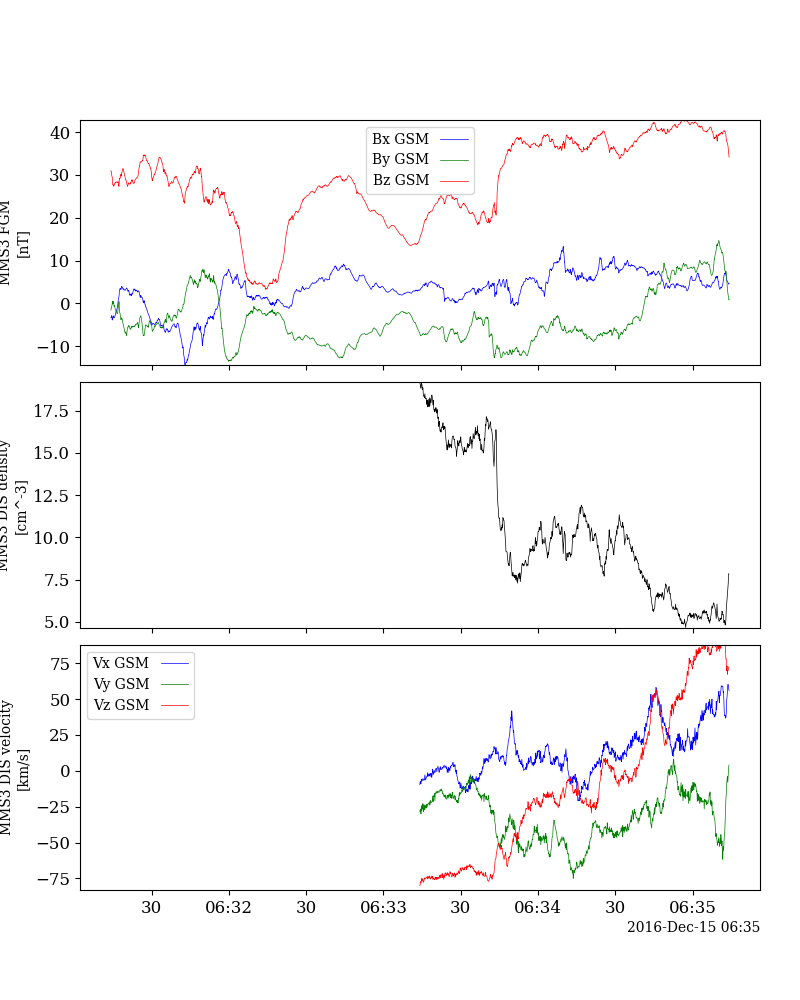 40
30
20
10
0
−10
MMS3 FGM
[nT]
Bx GSM
By GSM
Bz GSM
17.5
15.0
12.5
10.0
7.5
5.0
MMS3 DIS density
[cm^-3]
75
50
25
0
−25
−50
−75
MMS3 DIS velocity
[km/s]
Vx GSM
Vy GSM
Vz GSM
30 06:32 30 06:33 30 06:34 30 06:35
2016-Dec-15 06:35